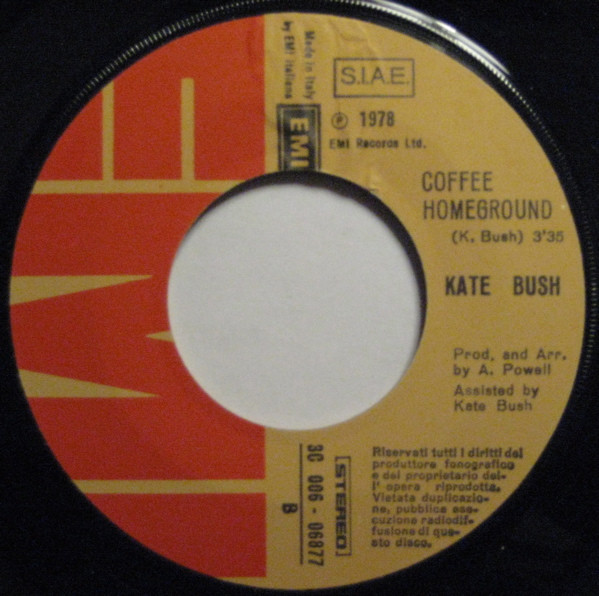 Made in Italy
by EMI Italiana
EMI
S.I.A.E.
℗ 1978
EMI Records Ltd.
COFFEE
HOMEGROUND
(K. Bush) 3'35
KATE BUSH
Prod. and Arr.
by A. Powell
Assisted by
Kate Bush
Riservati tutti i diritti del
produttore fonografico
e del proprietario del-
l'opera riprodotta.
Vietata duplicazio-
ne, pubblica ese-
cuzione radiodif-
fusione di que-
sto disco.
STEREO
3C 006 - 06877
B
EMI